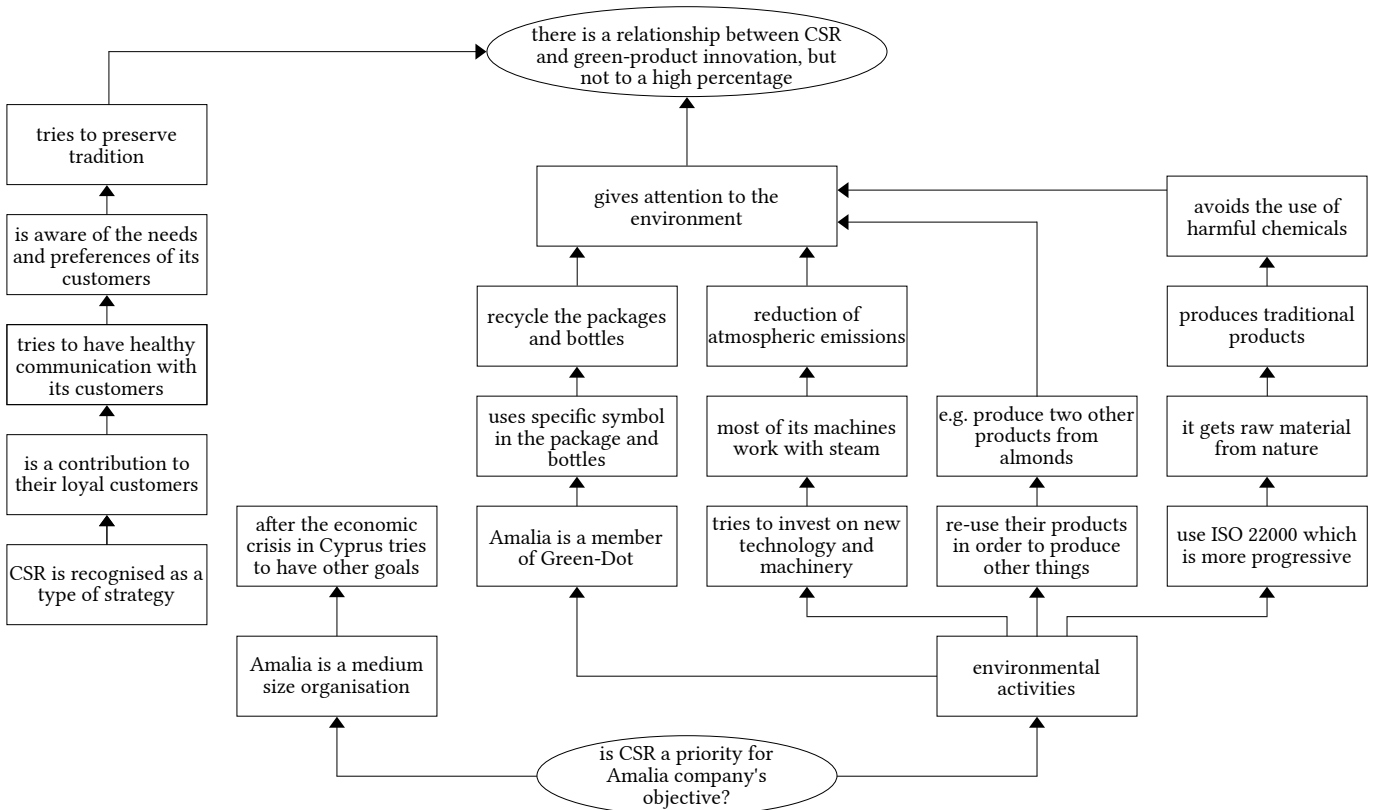 there is a relationship between CSR
and green-product innovation, but
not to a high percentage
tries to preserve
tradition
gives attention to the
environment
avoids the use of
harmful chemicals
is aware of the needs
and preferences of its
customers
recycle the packages
and bottles
reduction of
atmospheric emissions
produces traditional
products
tries to have healthy
communication with
its customers
uses specific symbol
in the package and
bottles
most of its machines
work with steam
e.g. produce two other
products from
almonds
it gets raw material
from nature
is a contribution to
their loyal customers
after the economic
crisis in Cyprus tries
to have other goals
Amalia is a member
of Green-Dot
tries to invest on new
technology and
machinery
re-use their products
in order to produce
other things
use ISO 22000 which
is more progressive
CSR is recognised as a
type of strategy
Amalia is a medium
size organisation
environmental
activities
is CSR a priority for
Amalia company's
objective?